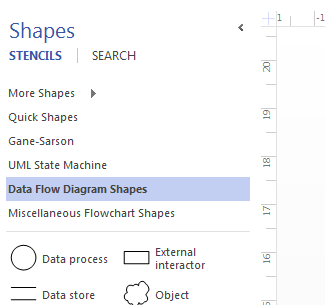 Shapes
STENCILS SEARCH
More Shapes
Quick Shapes
Gane-Sarson
UML State Machine
Data Flow Diagram Shapes
Miscellaneous Flowchart Shapes
Data process
External interactor
Data store
Object
1 -1
20
19
18
17
16